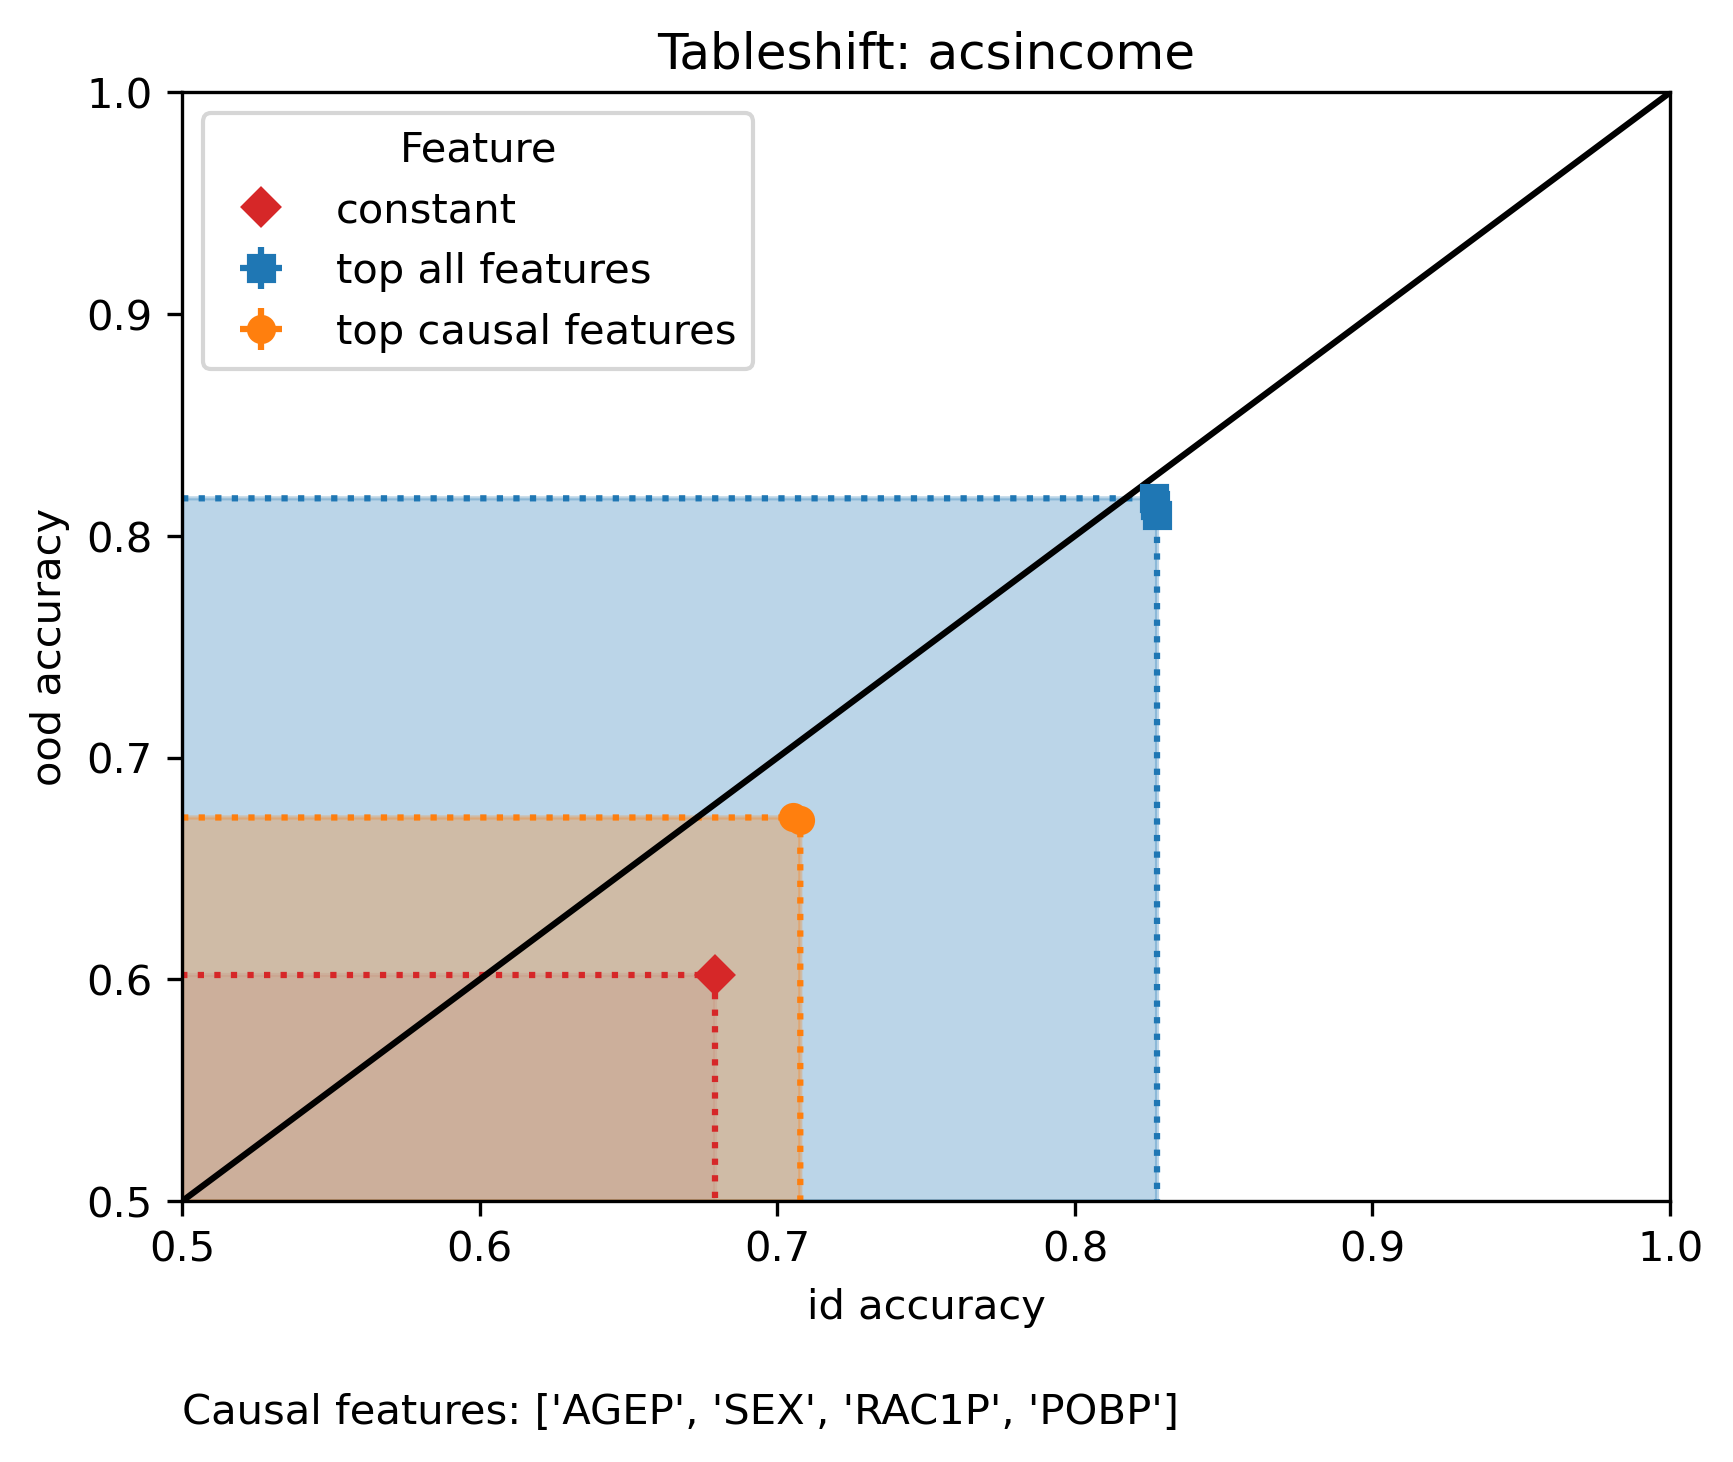 Tableshift: acsincome
1.0
0.9
0.8
0.7
0.6
0.5
ood accuracy
Feature
constant
top all features
top causal features
0.5 0.6 0.7 0.8 0.9 1.0
id accuracy
Causal features: ['AGEP', 'SEX', 'RAC1P', 'POBP']